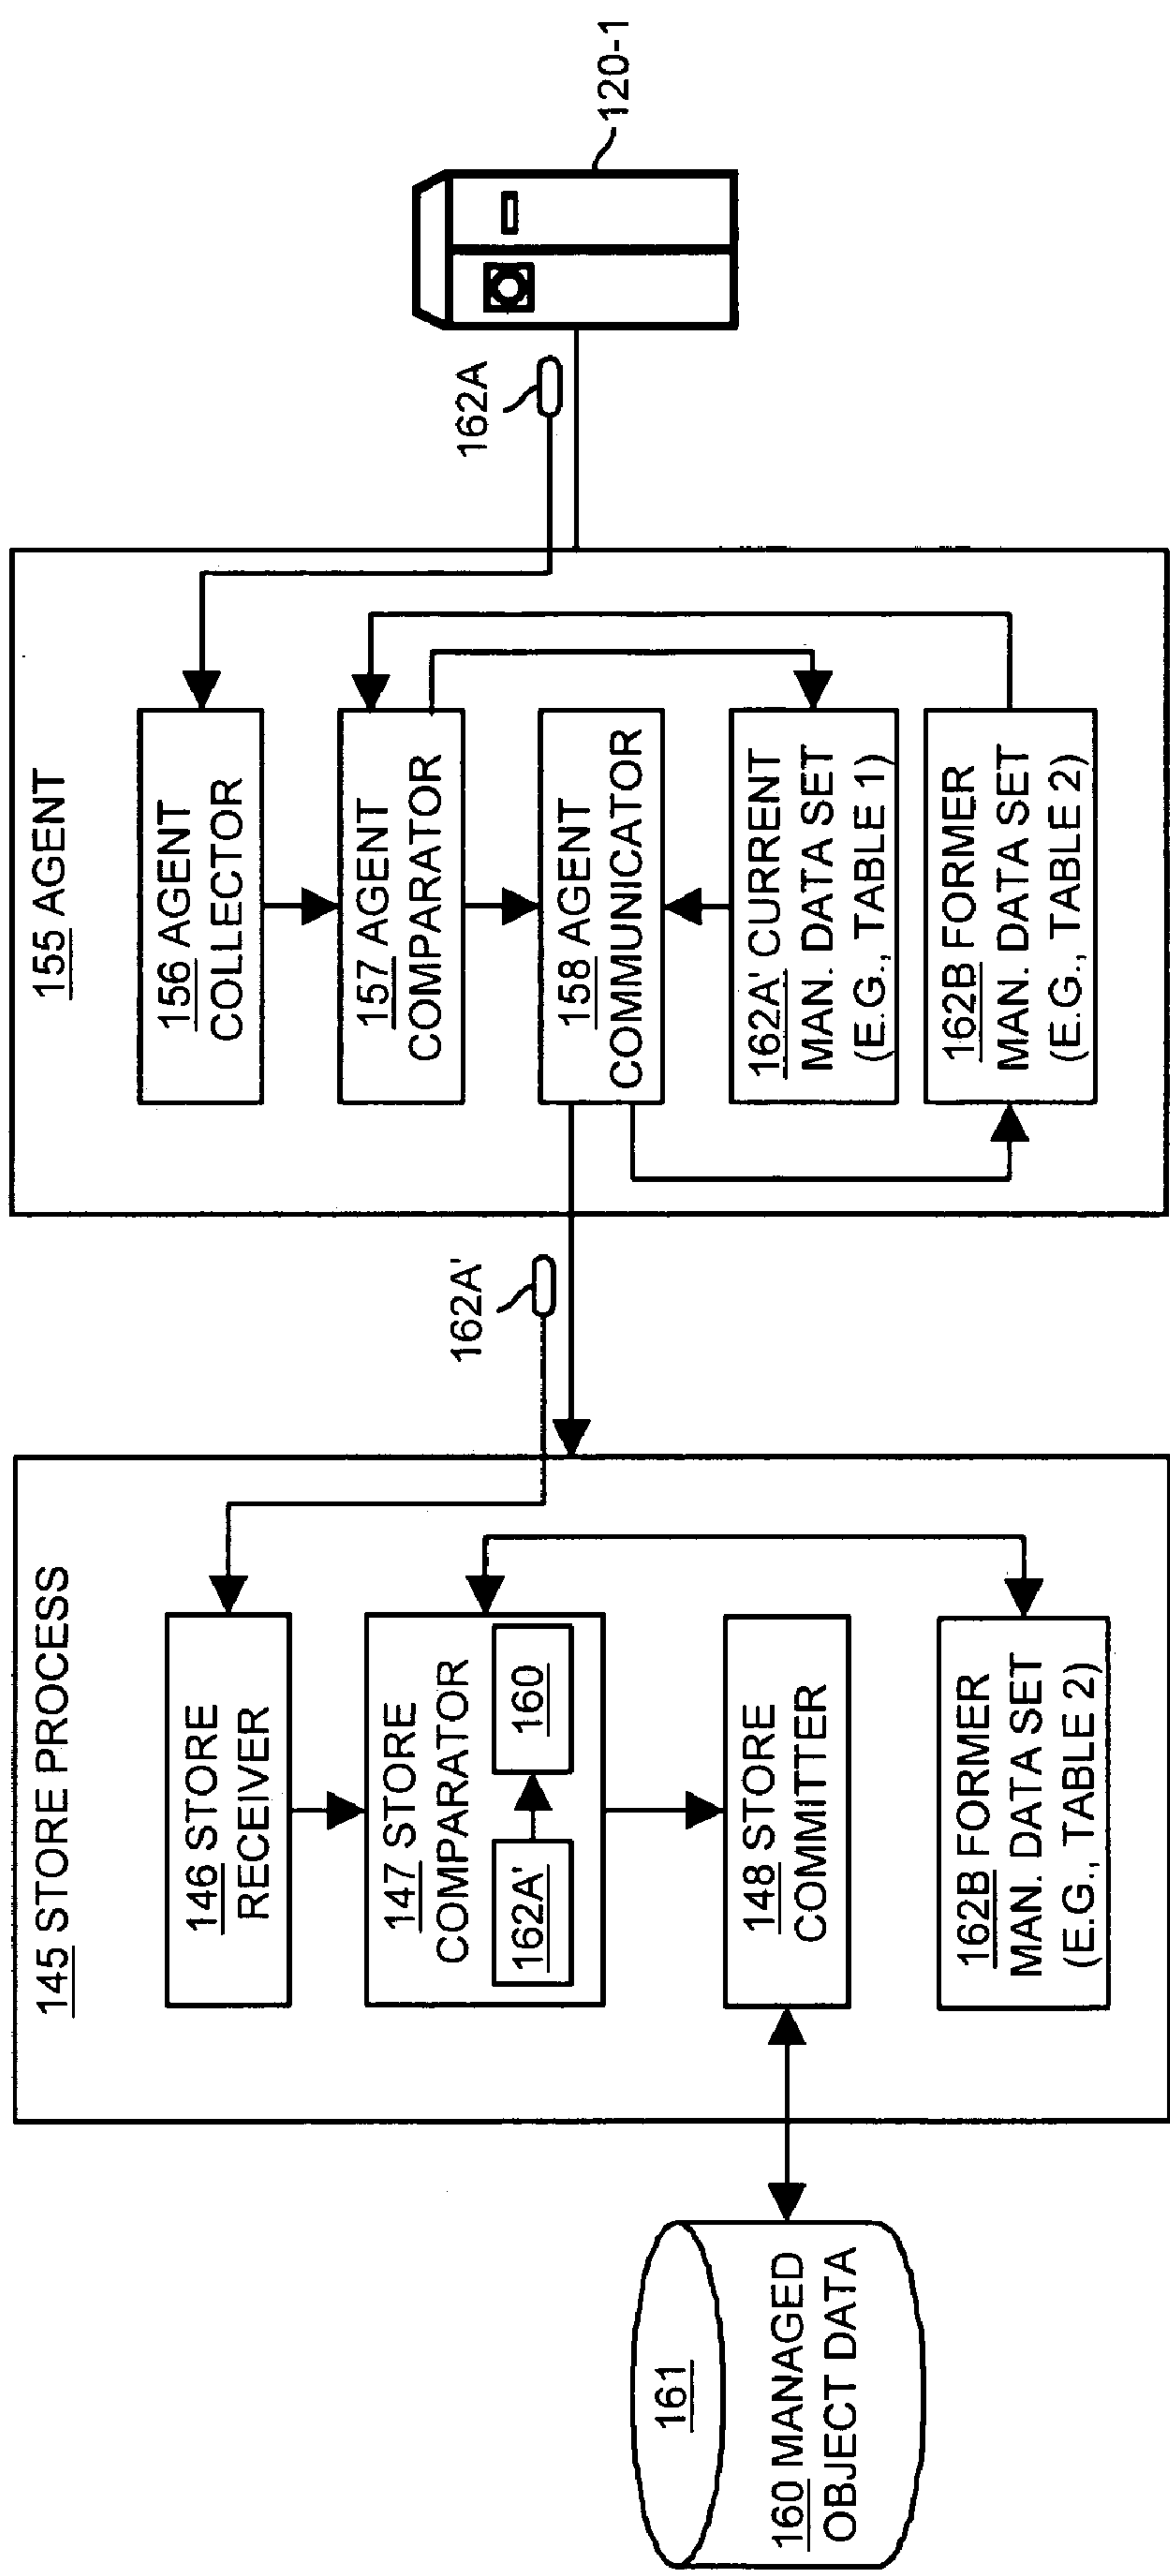 161
160 MANAGED
OBJECT DATA
145 STORE PROCESS
146 STORE
RECEIVER
147 STORE
COMPARATOR
162A'
160
148 STORE
COMMITTER
162B FORMER
MAN. DATA SET
(E.G., TABLE 2)
162A'
155 AGENT
156 AGENT
COLLECTOR
157 AGENT
COMPARATOR
158 AGENT
COMMUNICATOR
162A' CURRENT
MAN. DATA SET
(E.G., TABLE 1)
162B FORMER
MAN. DATA SET
(E.G., TABLE 2)
162A
120-1